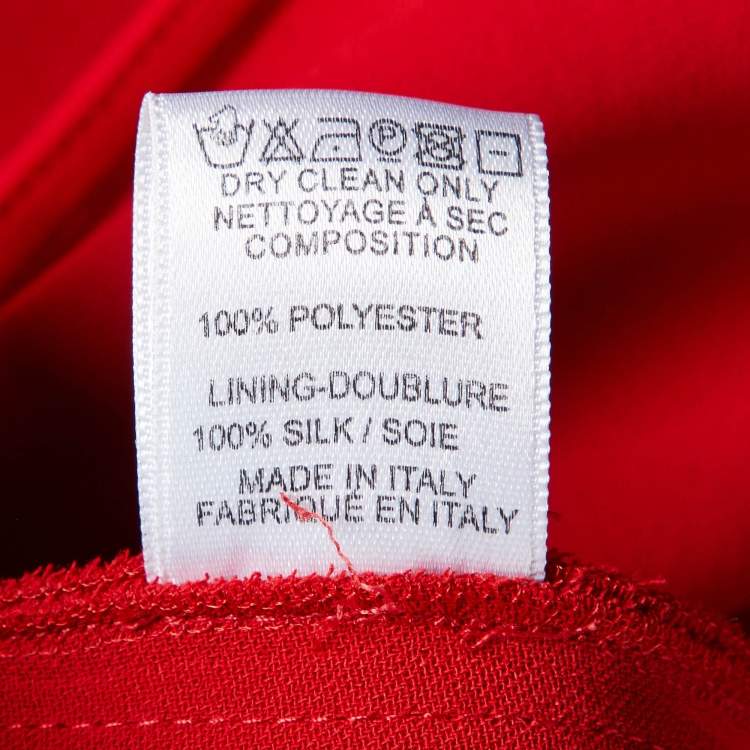 P
DRY CLEAN ONLY
NETTOYAGE À SEC
COMPOSITION
100% POLYESTER
LINING-DOUBLURE
100% SILK / SOIE
MADE IN ITALY
FABRIQUÉ EN ITALY